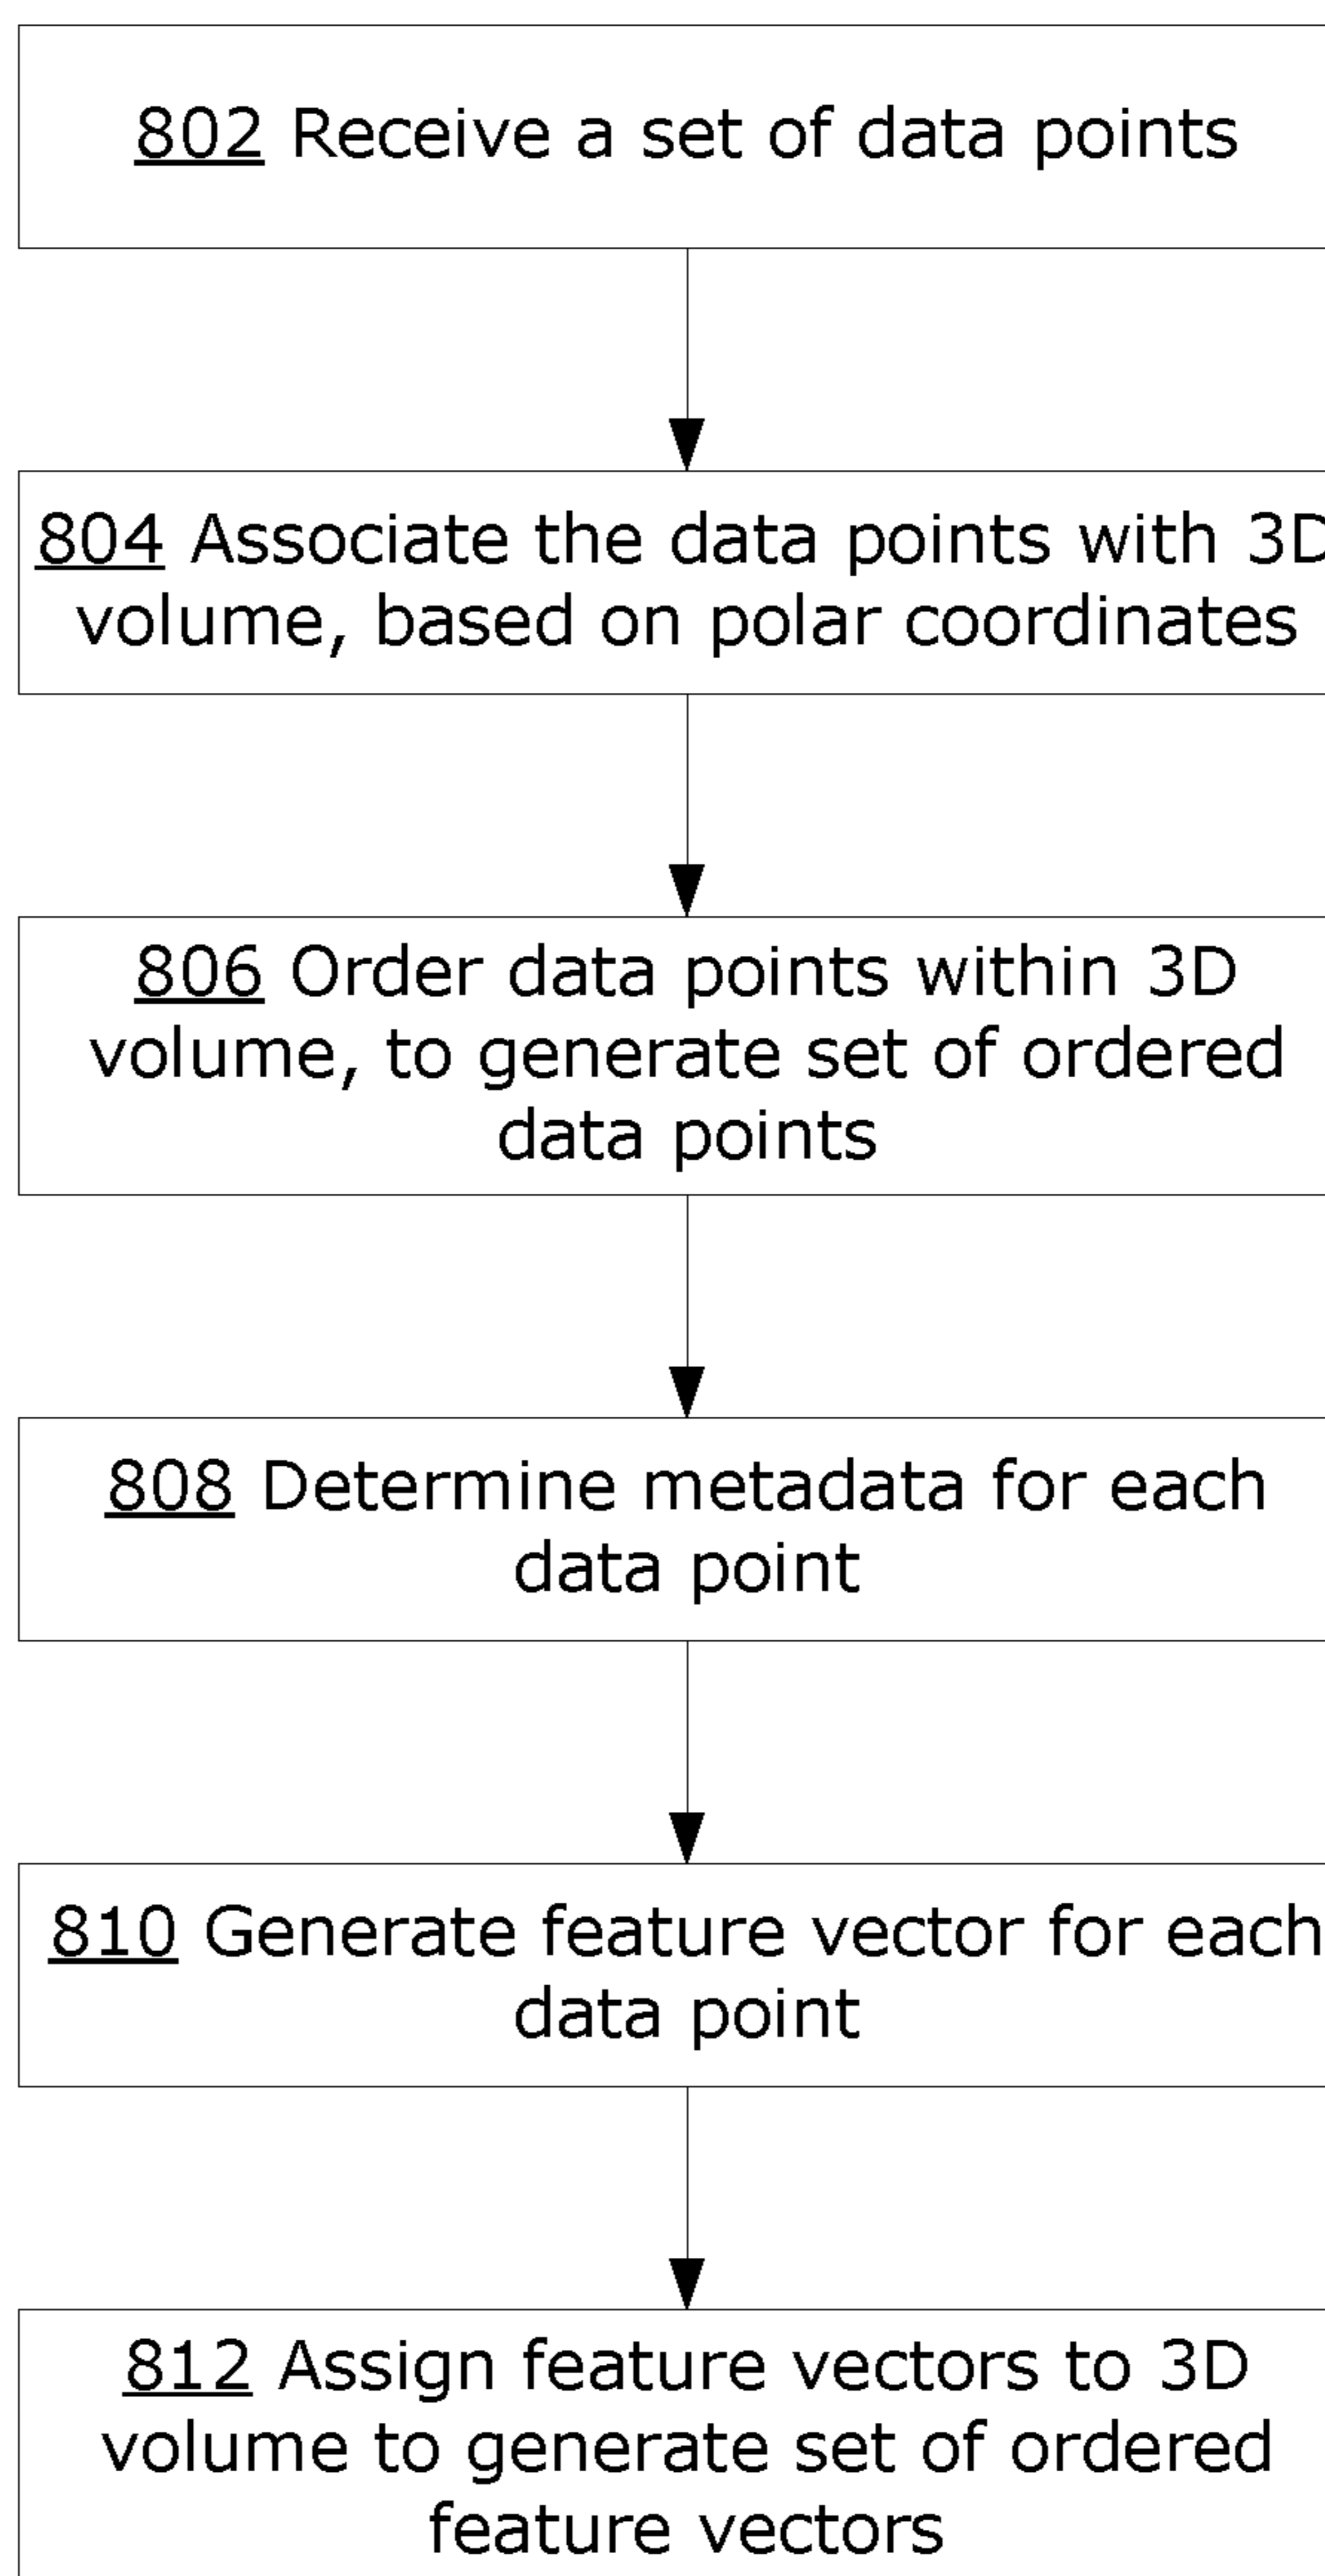 802 Receive a set of data points
804 Associate the data points with 3D
volume, based on polar coordinates
806 Order data points within 3D
volume, to generate set of ordered
data points
808 Determine metadata for each
data point
810 Generate feature vector for each
data point
812 Assign feature vectors to 3D
volume to generate set of ordered
feature vectors